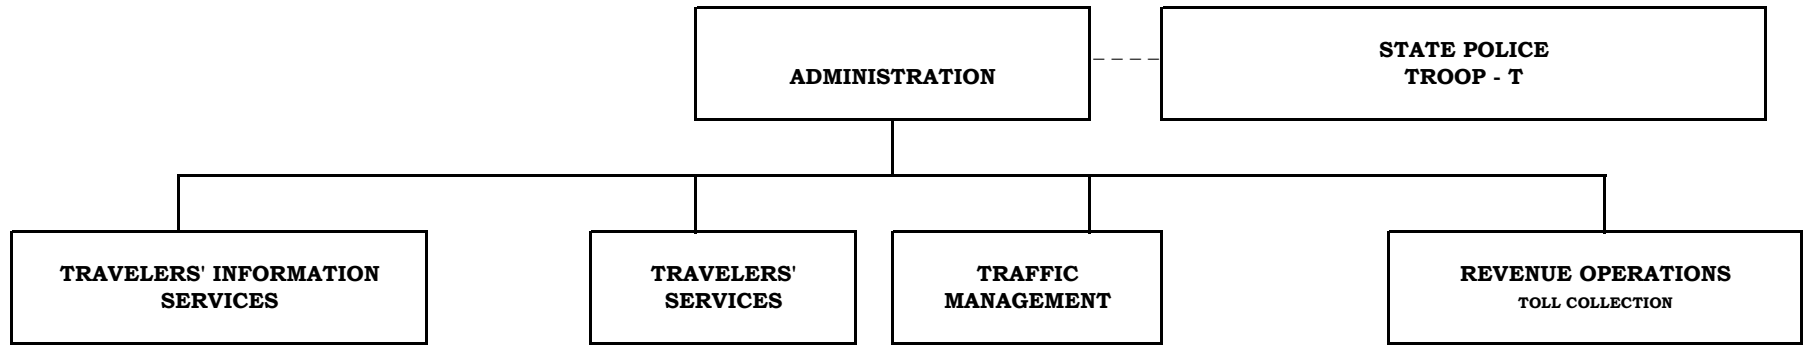 ADMINISTRATION
STATE POLICE
TROOP - T
TRAVELERS' INFORMATION
SERVICES
TRAVELERS'
SERVICES
TRAFFIC
MANAGEMENT
REVENUE OPERATIONS
TOLL COLLECTION